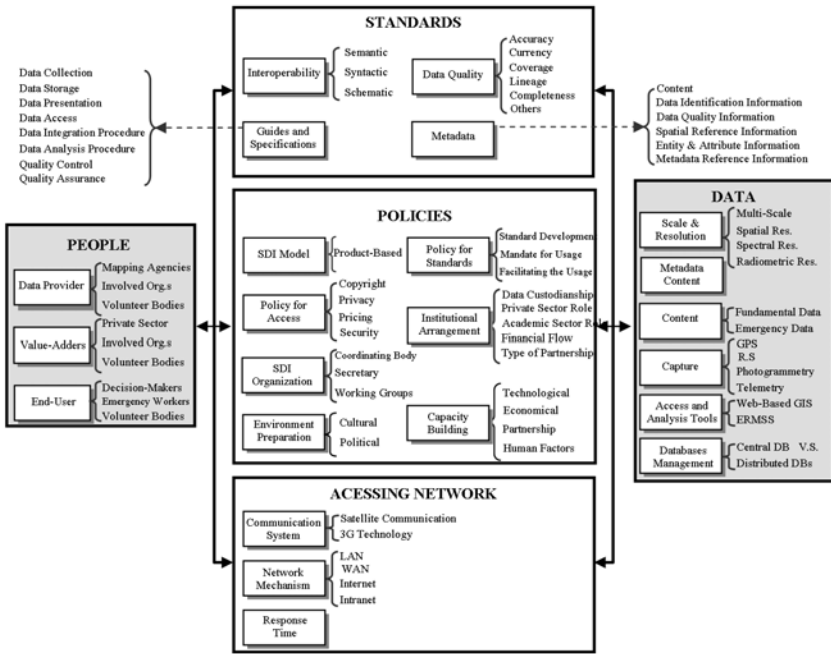 STANDARDS
Interoperability
Semantic
Syntactic
Schematic
Data Quality
Accuracy
Currency
Coverage
Lineage
Completeness
Others
Guides and
Specifications
Metadata
Data Collection
Data Storage
Data Presentation
Data Access
Data Integration Procedure
Data Analysis Procedure
Quality Control
Quality Assurance
Content
Data Identification Information
Data Quality Information
Spatial Reference Information
Entity & Attribute Information
Metadata Reference Information
PEOPLE
Data Provider
Mapping Agencies
Involved Org.s
Volunteer Bodies
Value-Adders
Private Sector
Involved Org.s
Volunteer Bodies
End-User
Decision-Makers
Emergency Workers
Volunteer Bodies
POLICIES
SDI Model
Product-Based
Policy for
Standards
Standard Developmen
Mandate for Usage
Facilitating the Usage
Policy for
Access
Copyright
Privacy
Pricing
Security
Institutional
Arrangement
Data Custodianship
Private Sector Role
Academic Sector Rol
Financial Flow
Type of Partnership
SDI
Organization
Coordinating Body
Secretary
Working Groups
Environment
Preparation
Cultural
Political
Capacity
Building
Technological
Economical
Partnership
Human Factors
DATA
Scale &
Resolution
Multi-Scale
Spatial Res.
Spectral Res.
Radiometric Res.
Metadata
Content
Content
Fundamental Data
Emergency Data
Capture
GPS
R.S
Photogrammetry
Telemetry
Access and
Analysis Tools
Web-Based GIS
ERMSS
Databases
Management
Central DB V.S.
Distributed DBs
ACESSING NETWORK
Communication
System
Satellite Communication
3G Technology
Network
Mechanism
LAN
WAN
Internet
Intranet
Response
Time